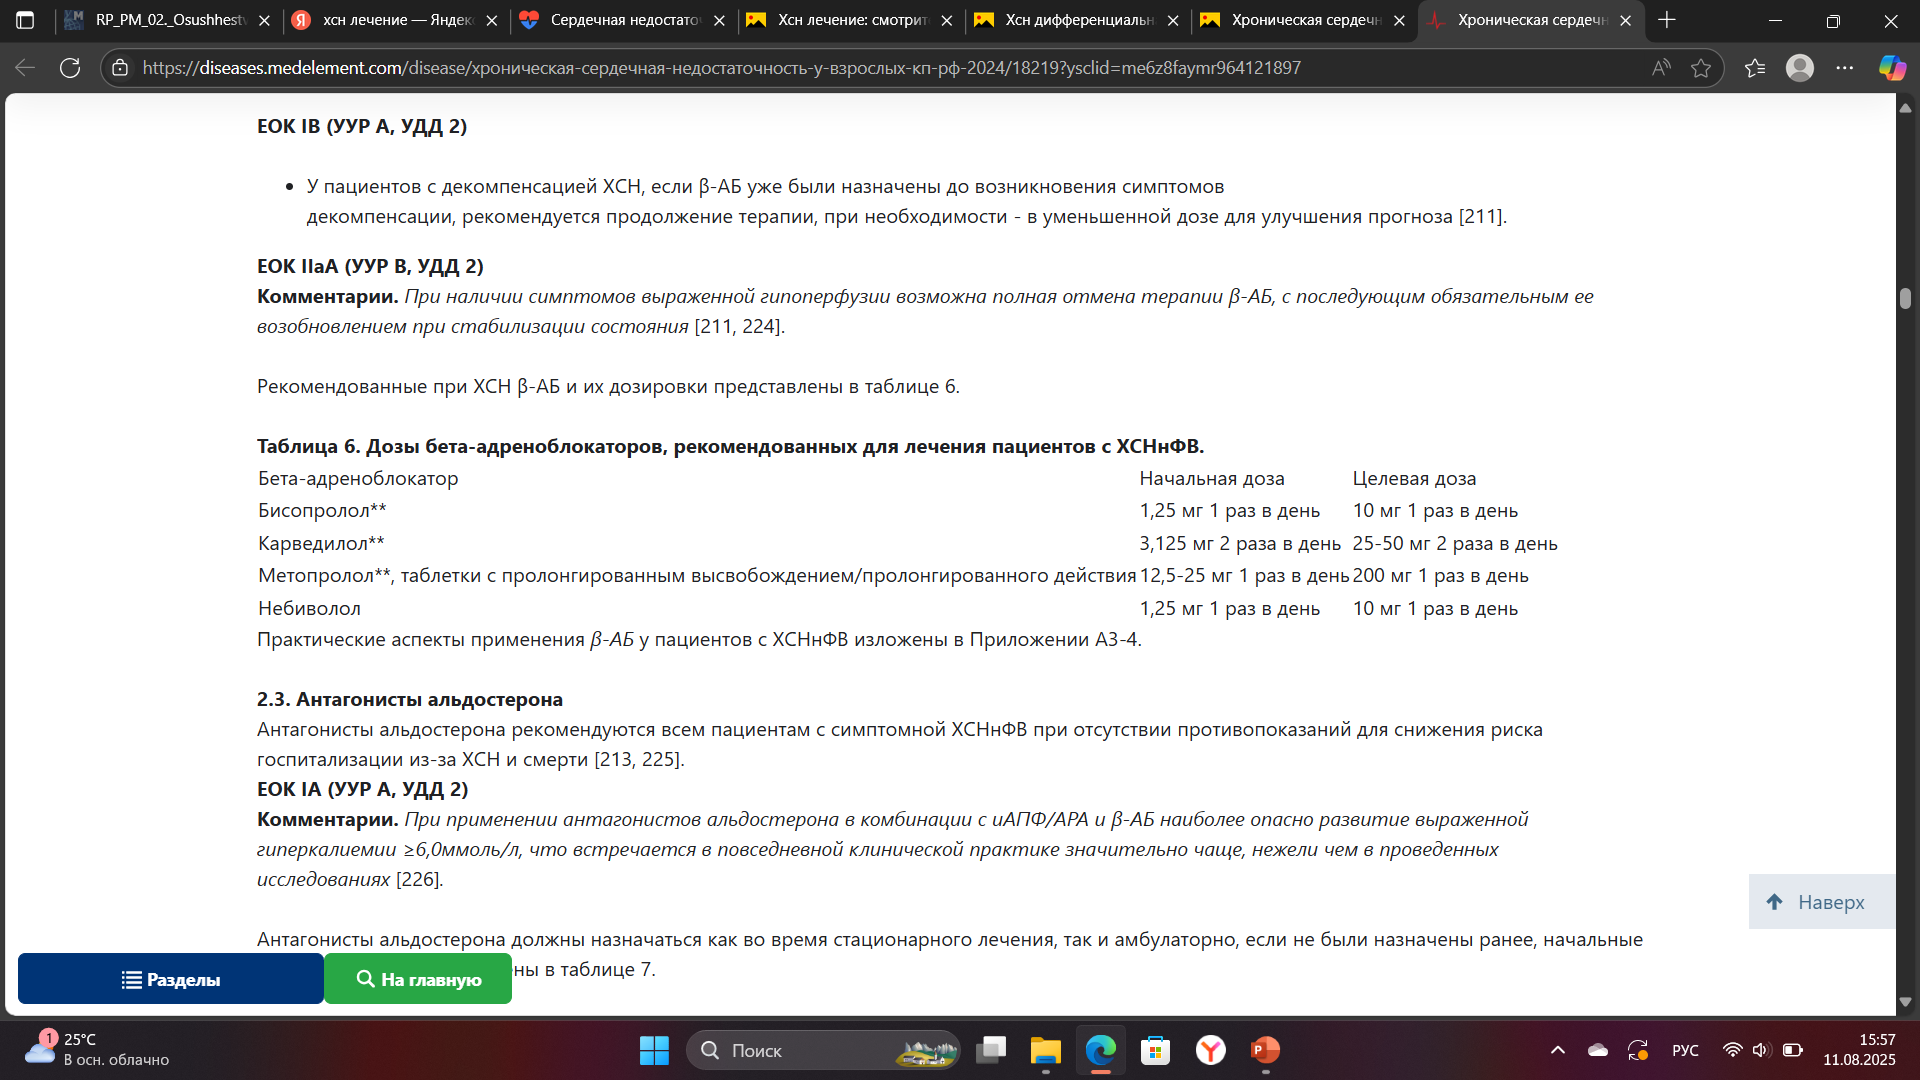 RP_PM_02._Osushhestv
хсн лечение — Яндек
Сердечная недостаточ
Хсн лечение: смотрит
Хсн дифференциальн
Хроническая сердечн
Хроническая сердечн
https://diseases.medelement.com/disease/хроническая-сердечная-недостаточность-у-взрослых-кп-рф-2024/18219?ysclid=me6z8faymr964121897
ЕОК IB (УУР А, УДД 2)
• У пациентов с декомпенсацией ХСН, если β-АБ уже были назначены до возникновения симптомов
декомпенсации, рекомендуется продолжение терапии, при необходимости - в уменьшенной дозе для улучшения прогноза [211].
ЕОК IIaA (УУР В, УДД 2)
Комментарии. При наличии симптомов выраженной гипоперфузии возможна полная отмена терапии β-АБ, с последующим обязательным ее
возобновлением при стабилизации состояния [211, 224].
Рекомендованные при ХСН β-АБ и их дозировки представлены в таблице 6.
Таблица 6. Дозы бета-адреноблокаторов, рекомендованных для лечения пациентов с ХСНнФВ.
Бета-адреноблокатор Начальная доза Целевая доза
Бисопролол** 1,25 мг 1 раз в день 10 мг 1 раз в день
Карведилол** 3,125 мг 2 раза в день 25-50 мг 2 раза в день
Метопролол**, таблетки с пролонгированным высвобождением/пролонгированного действия 12,5-25 мг 1 раз в день 200 мг 1 раз в день
Небиволол 1,25 мг 1 раз в день 10 мг 1 раз в день
Практические аспекты применения β-АБ у пациентов с ХСНнФВ изложены в Приложении А3-4.
2.3. Антагонисты альдостерона
Антагонисты альдостерона рекомендуются всем пациентам с симптомной ХСНнФВ при отсутствии противопоказаний для снижения риска
госпитализации из-за ХСН и смерти [213, 225].
ЕОК IA (УУР А, УДД 2)
Комментарии. При применении антагонистов альдостерона в комбинации с иАПФ/АРА и β-АБ наиболее опасно развитие выраженной
гиперкалиемии ≥6,0ммоль/л, что встречается в повседневной клинической практике значительно чаще, нежели чем в проведенных
исследованиях [226].
Наверх
Антагонисты альдостерона должны назначаться как во время стационарного лечения, так и амбулаторно, если не были назначены ранее, начальные
ны в таблице 7.
Разделы
На главную
1
25°C
В осн. облачно
Поиск
РУС
15:57
11.08.2025